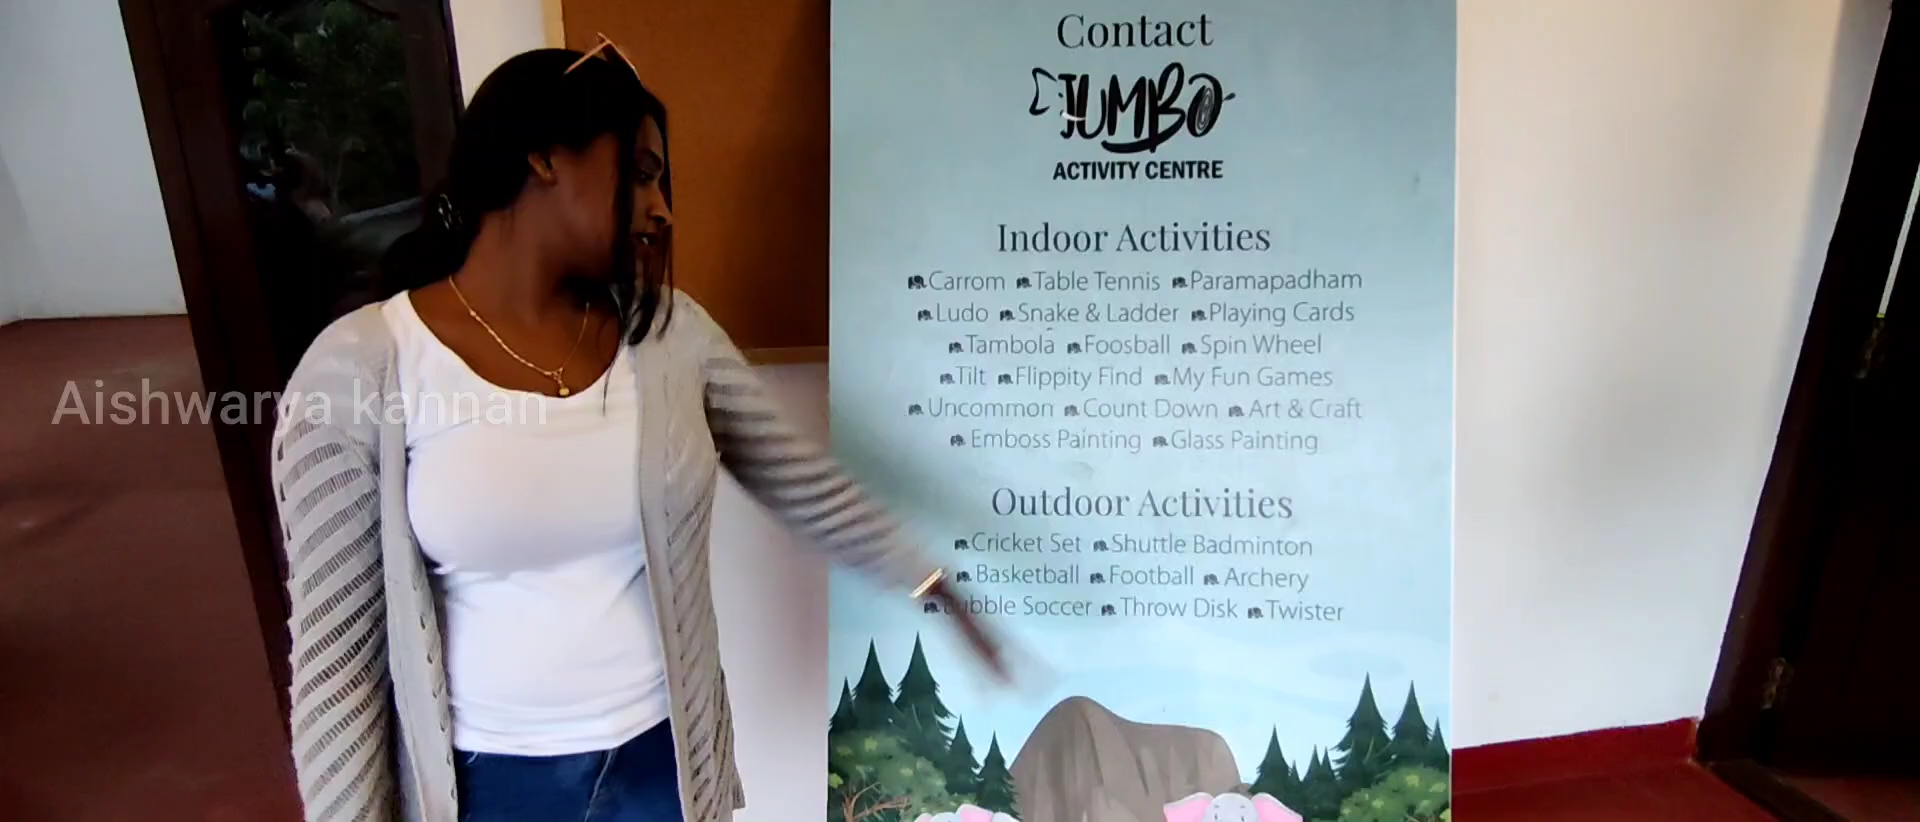 Contact
JUMBO
ACTIVITY CENTRE
Indoor Activities
Carrom Table Tennis Paramapadham
Ludo Snake & Ladder Playing Cards
Tambola Foosball Spin Wheel
Tilt Flippity Find My Fun Games
Uncommon Count Down Art & Craft
Emboss Painting Glass Painting
Outdoor Activities
Cricket Set Shuttle Badminton
Basketball Football Archery
Bubble Soccer Throw Disk Twister
Aishwarya kannan